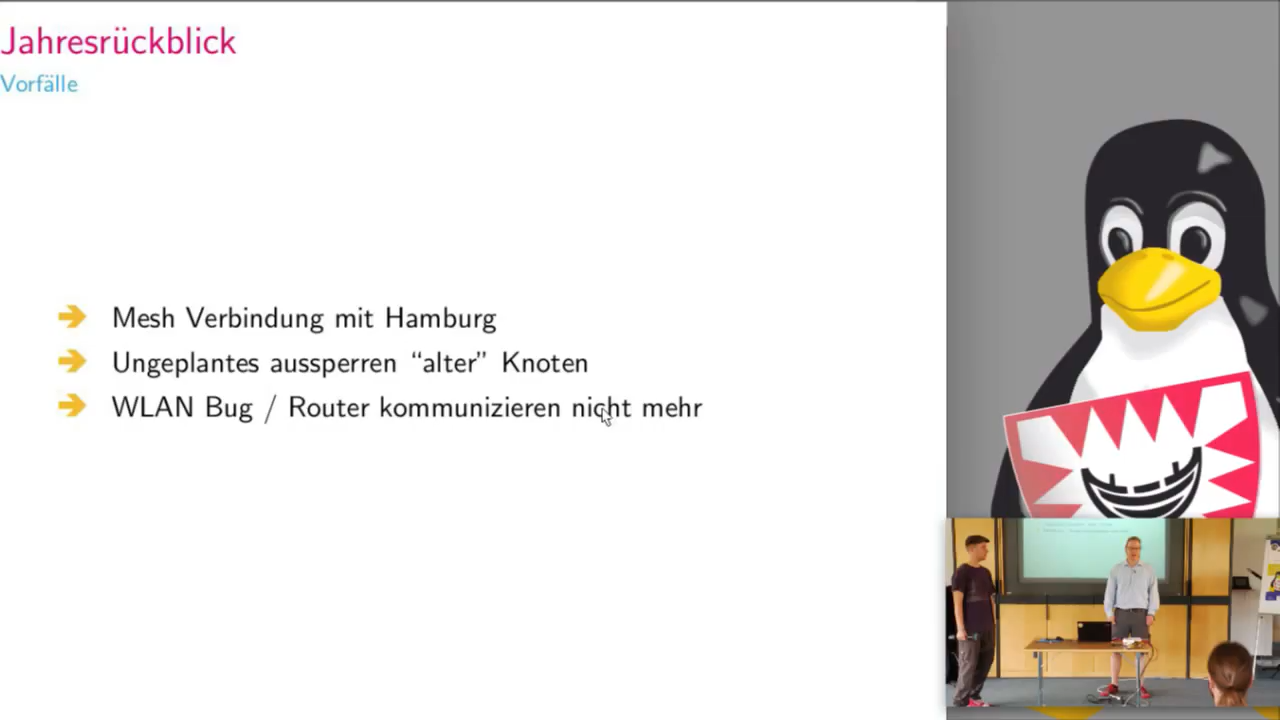 Jahresrückblick
Vorfälle
Mesh Verbindung mit Hamburg
Ungeplantes aussperren “alter” Knoten
WLAN Bug / Router kommunizieren nicht mehr